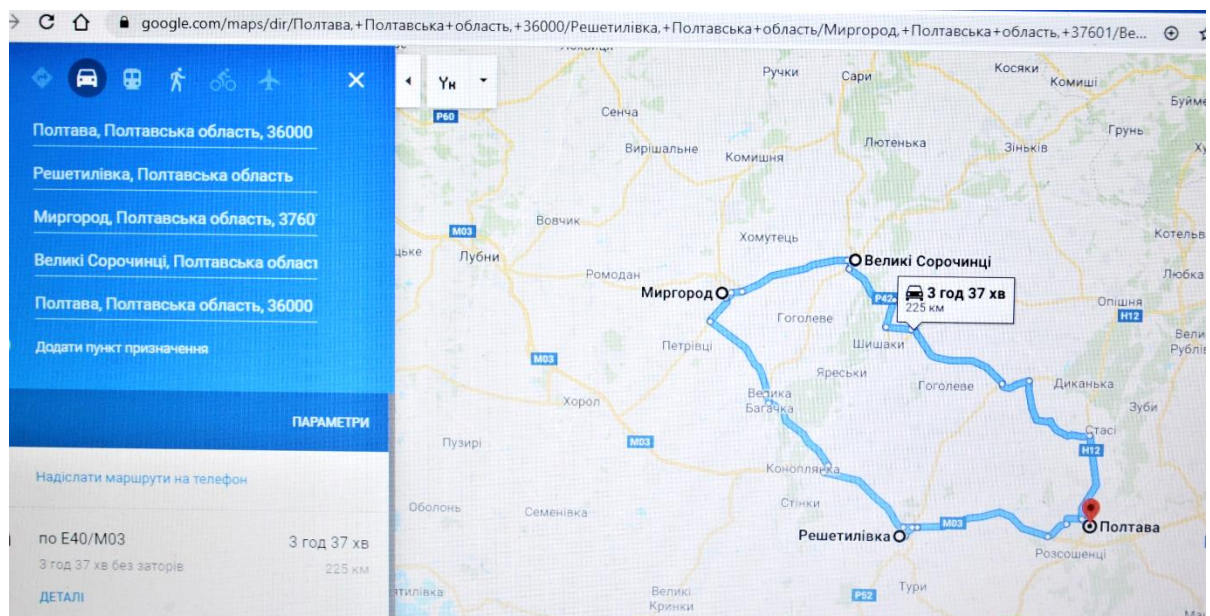 google.com/maps/dir/Полтава,+Полтавська+область,+36000/Решетилівка,+Полтавська+область/Миргород,+Полтавська+область,+37601/Ве...
Полтава, Полтавська область, 36000
Решетилівка, Полтавська область
Миргород, Полтавська область, 3760
Великі Сорочинці, Полтавська област
Полтава, Полтавська область, 36000
Додати пункт призначення
ПАРАМЕТРИ
Надіслати маршрути на телефон
по E40/M03
3 год 37 хв
3 год 37 хв без заторів
225 км
ДЕТАЛІ
Ун
Ручки
Сари
Косяки
Комиші
Буйме
P60
Сенча
Грунь
Вирішальне
Комишня
Лютенька
Зіньків
Вовчик
M03
Лубни
Хомутець
Котельв
Великі Сорочинці
Любка
Ромодан
Миргород
P42
3 год 37 хв
225 км
Опішня
H12
Гоголеве
Петрівці
Шишаки
Вели
Рублів
M03
Яреськи
Гоголеве
Диканька
Хорол
Велика
Багачка
Зуби
Пузирі
M03
Стасі
H12
Коноплянка
Оболонь
Семенівка
Стінки
M03
Решетилівка
Полтава
Розсошенці
Тури
P52
Великі
Кринки